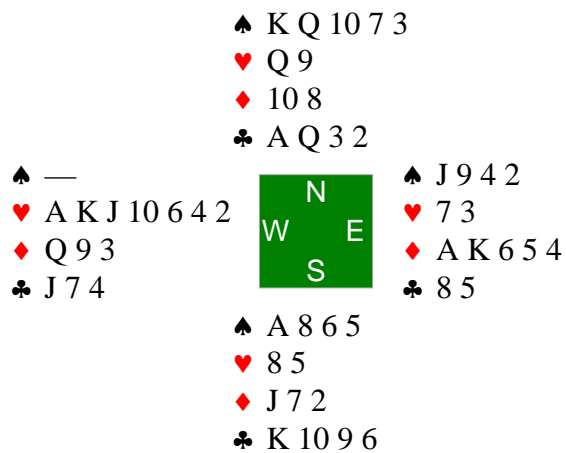 ♠ K Q 10 7 3
♥ Q 9
♦ 10 8
♣ A Q 3 2
♠ —
♥ A K J 10 6 4 2
♦ Q 9 3
♣ J 7 4
N
W E
S
♠ J 9 4 2
♥ 7 3
♦ A K 6 5 4
♣ 8 5
♠ A 8 6 5
♥ 8 5
♦ J 7 2
♣ K 10 9 6